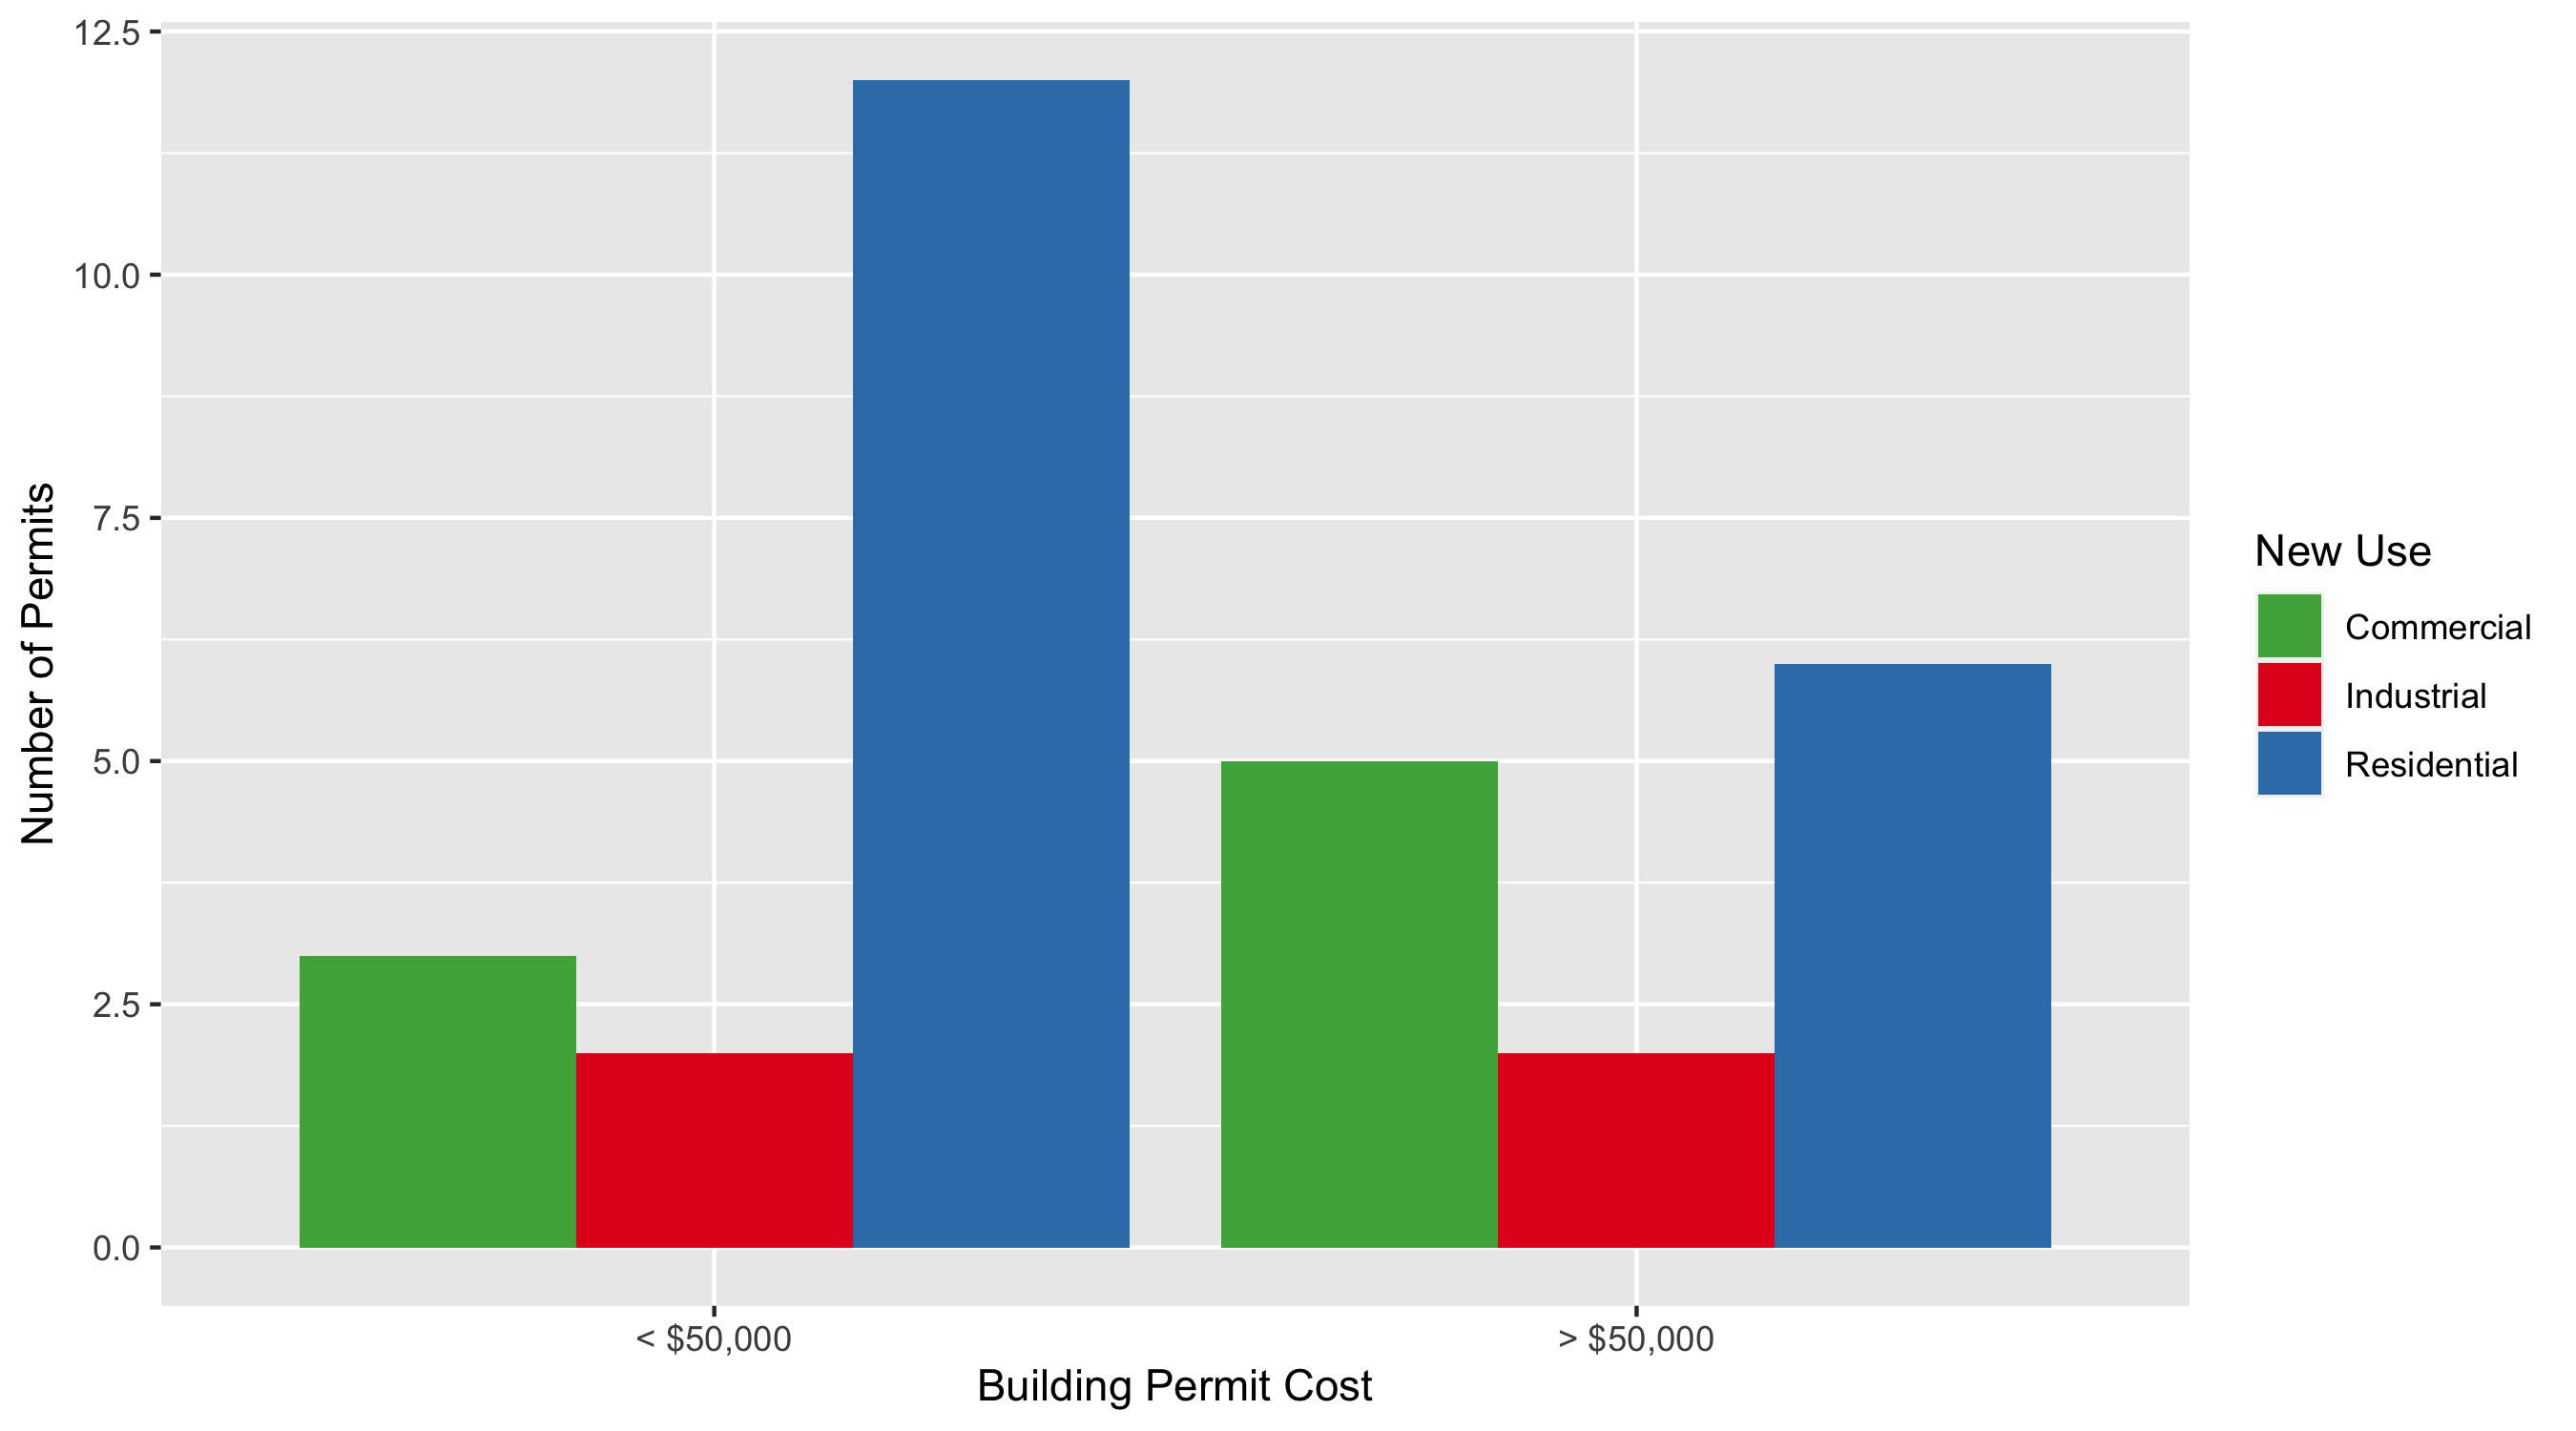 12.5
10.0
7.5
5.0
2.5
0.0
Number of Permits
< $50,000
> $50,000
Building Permit Cost
New Use
Commercial
Industrial
Residential